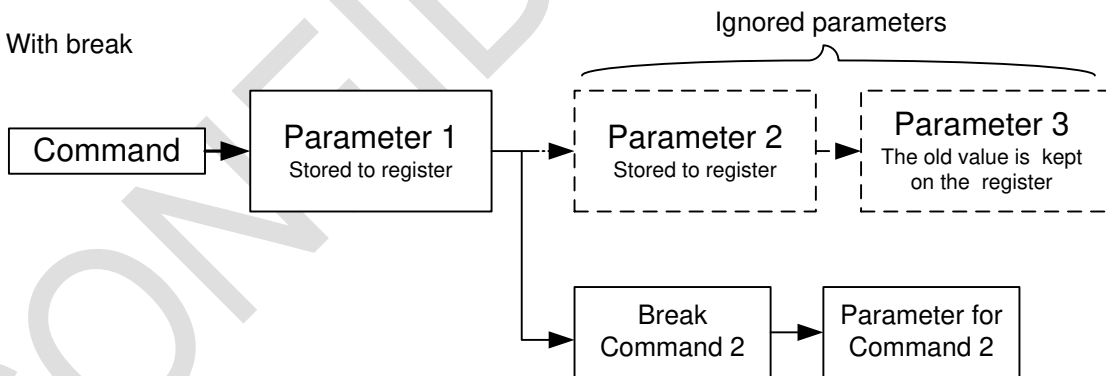 With break
Ignored parameters
Command
Parameter 1
Stored to register
Parameter 2
Stored to register
Parameter 3
The old value is kept
on the register
Break
Command 2
Parameter for
Command 2